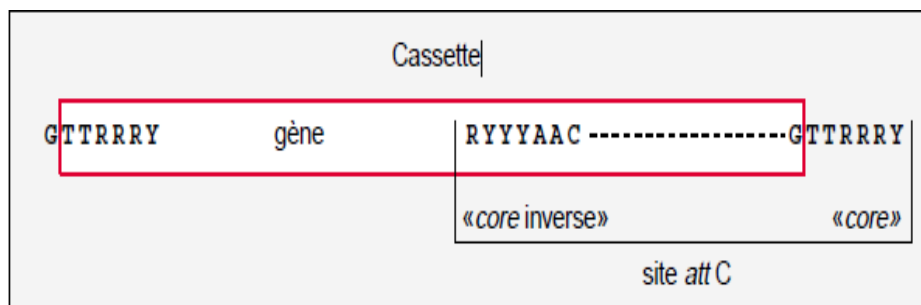 Cassette
GTTRRRY gène RYYYAAC-----------------GTTRRRY
«core inverse» «core»
site att C